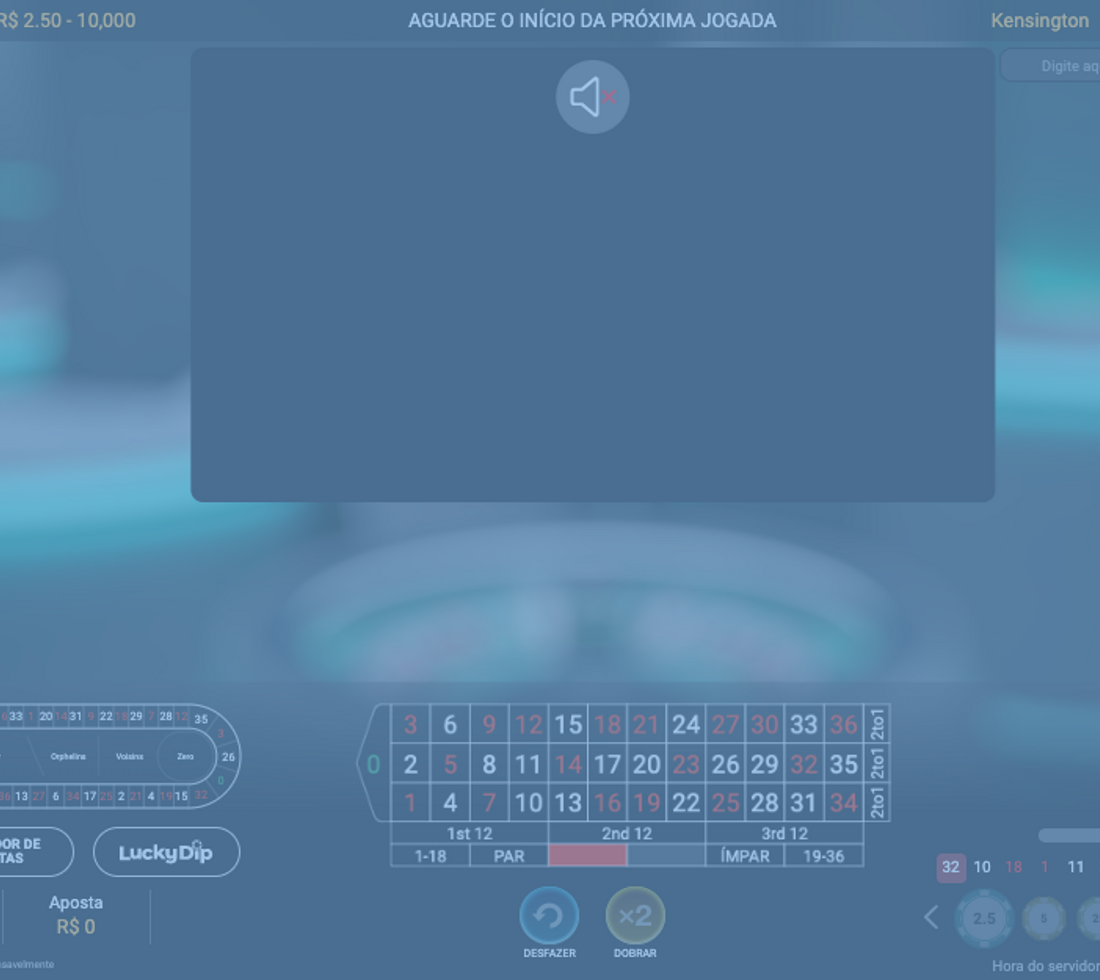 R$ 2.50 - 10,000
AGUARDE O INÍCIO DA PRÓXIMA JOGADA
Kensington
Digite aq
6 33 1 20 14 31 9 22 18 29 7 28 12 35
3
Orphelins Voisins Zero 26
0
36 13 27 6 34 17 25 2 21 4 19 15 32
3 6 9 12 15 18 21 24 27 30 33 36 2to1
0 2 5 8 11 14 17 20 23 26 29 32 35 2to1
1 4 7 10 13 16 19 22 25 28 31 34 2to1
1st 12 2nd 12 3rd 12
1-18 PAR ÍMPAR 19-36
DOR DE
TAS
LuckyDip
32 10 18 1 11
Aposta
R$ 0
x2
2.5 5 2
DESFAZER DOBRAR
savelmente
Hora do servidor